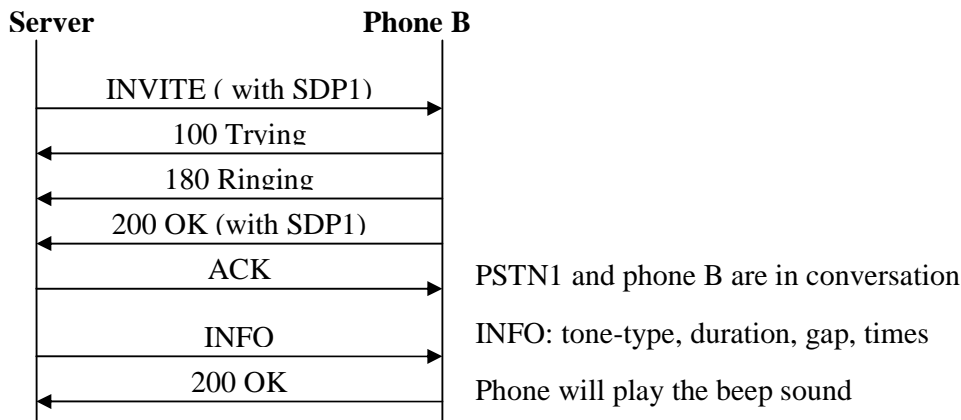 Server
Phone B
INVITE ( with SDP1)
100 Trying
180 Ringing
200 OK (with SDP1)
ACK
PSTN1 and phone B are in conversation
INFO
INFO: tone-type, duration, gap, times
200 OK
Phone will play the beep sound